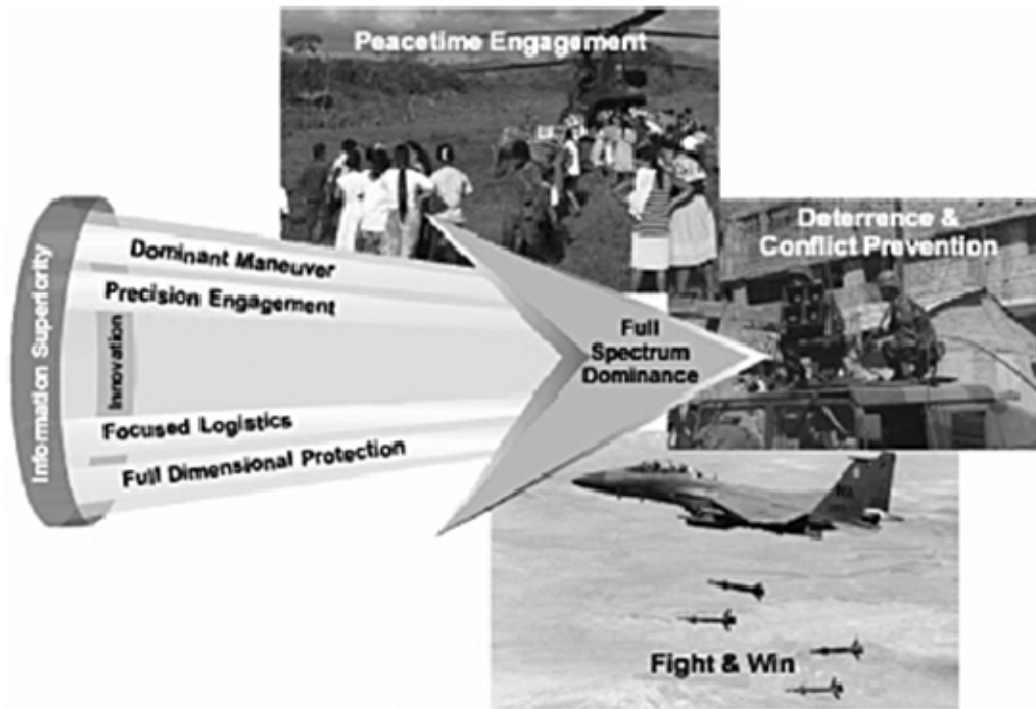 Peacetime Engagement
Deterrence &
Conflict Prevention
Information Superiority
Dominant Maneuver
Precision Engagement
Innovation
Focused Logistics
Full Dimensional Protection
Full
Spectrum
Dominance
Fight & Win